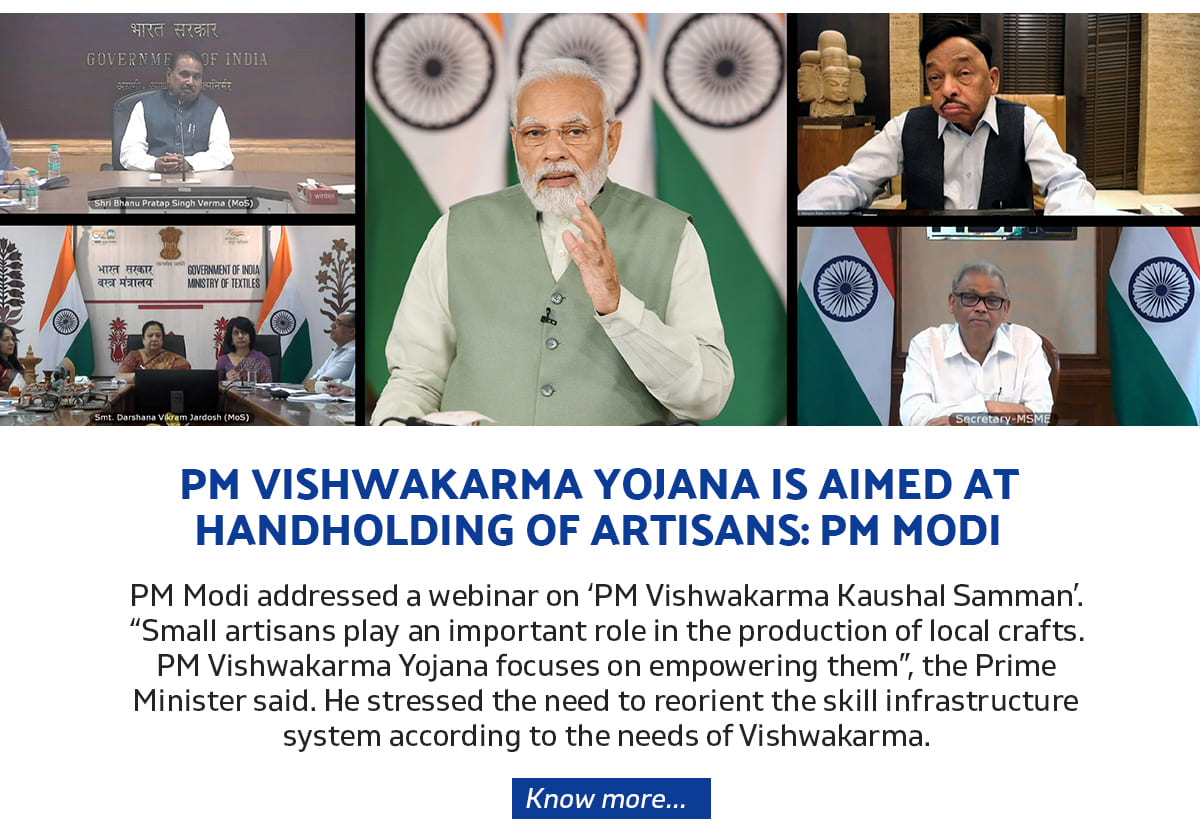 भारत सरकार
GOVERNMENT OF INDIA
Shri Bhanu Pratap Singh Verma (MoS)
wintex
भारत सरकार
वस्त्र मंत्रालय
GOVERNMENT OF INDIA
MINISTRY OF TEXTILES
Smt. Darshana Vikram Jardosh (MoS)
Secretary-MSME
PM VISHWAKARMA YOJANA IS AIMED AT
HANDHOLDING OF ARTISANS: PM MODI
PM Modi addressed a webinar on ‘PM Vishwakarma Kaushal Samman’.
“Small artisans play an important role in the production of local crafts.
PM Vishwakarma Yojana focuses on empowering them”, the Prime
Minister said. He stressed the need to reorient the skill infrastructure
system according to the needs of Vishwakarma.
Know more...